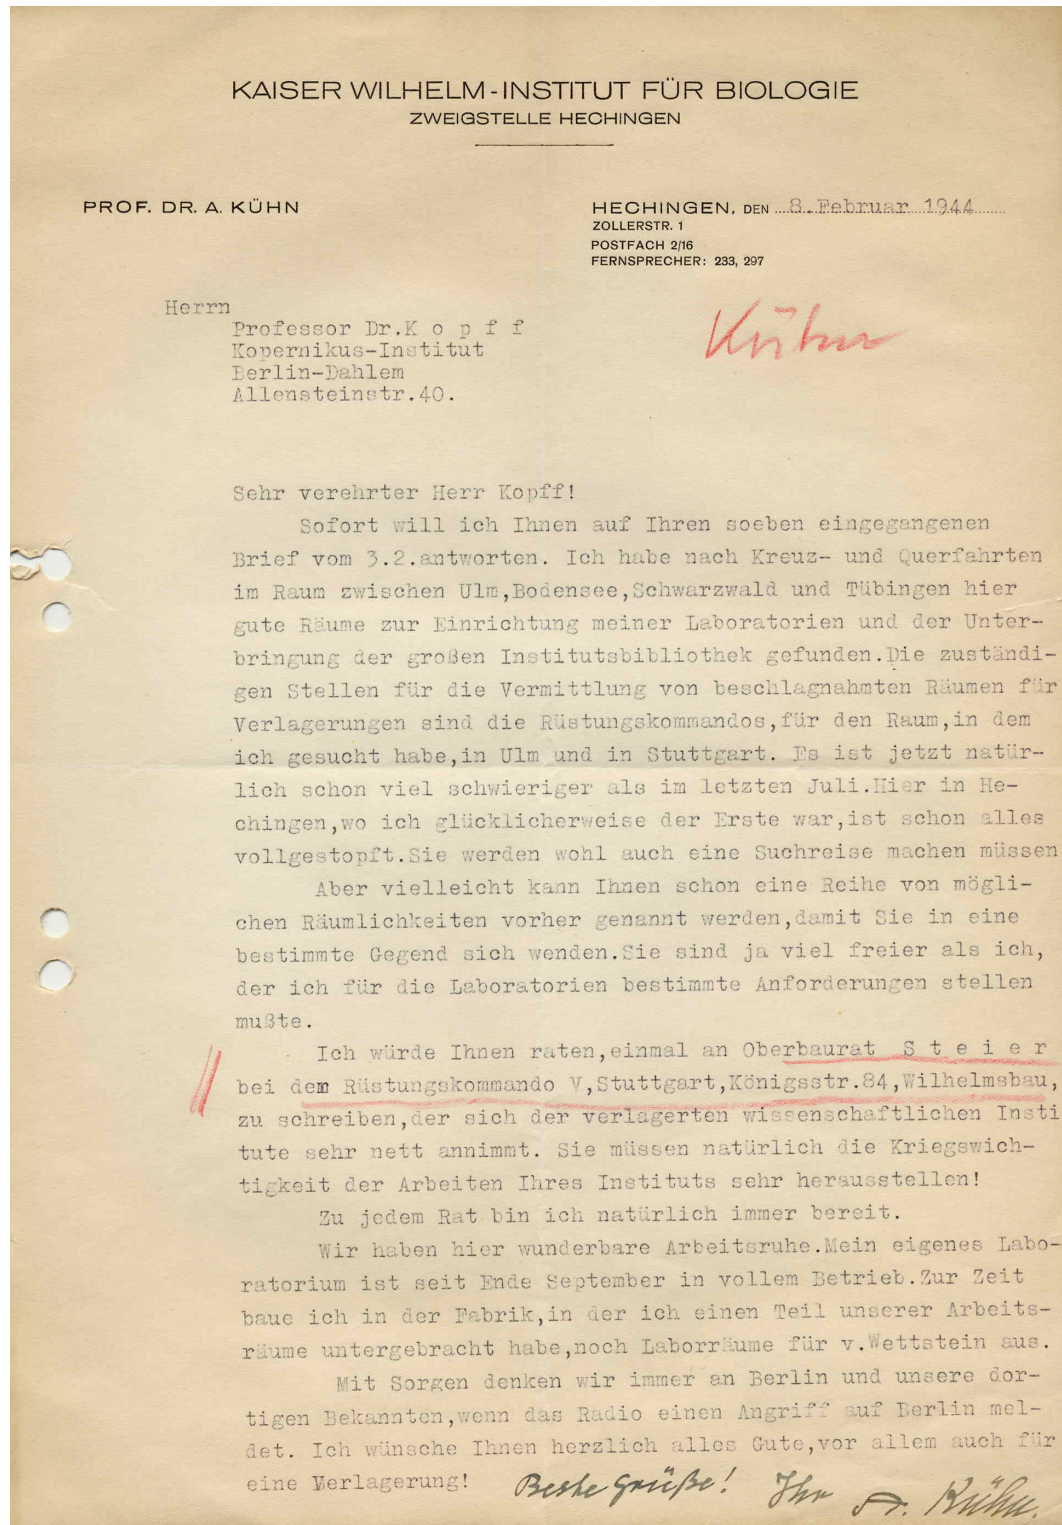 KAISER WILHELM-INSTITUT FÜR BIOLOGIE
ZWEIGSTELLE HECHINGEN
PROF. DR. A. KÜHN
HECHINGEN, DEN 8. Februar 1944
ZOLLERSTR. 1
POSTFACH 2/16
FERNSPRECHER: 233, 297
Kühn
Herrn
Professor Dr.K o p f f
Kopernikus-Institut
Berlin-Dahlem
Allensteinstr.40.
Sehr verehrter Herr Kopff!
Sofort will ich Ihnen auf Ihren soeben eingegangenen
Brief vom 3.2.antworten. Ich habe nach Kreuz- und Querfahrten
im Raum zwischen Ulm,Bodensee,Schwarzwald und Tübingen hier
gute Räume zur Einrichtung meiner Laboratorien und der Unter-
bringung der großen Institutsbibliothek gefunden.Die zuständi-
gen Stellen für die Vermittlung von beschlagnahmten Räumen für
Verlagerungen sind die Rüstungskommandos,für den Raum,in dem
ich gesucht habe,in Ulm und in Stuttgart. Es ist jetzt natür-
lich schon viel schwieriger als im letzten Juli.Hier in He-
chingen,wo ich glücklicherweise der Erste war,ist schon alles
vollgestopft.Sie werden wohl auch eine Suchreise machen müssen
Aber vielleicht kann Ihnen schon eine Reihe von mögli-
chen Räumlichkeiten vorher genannt werden,damit Sie in eine
bestimmte Gegend sich wenden.Sie sind ja viel freier als ich,
der ich für die Laboratorien bestimmte Anforderungen stellen
mußte.
Ich würde Ihnen raten,einmal an Oberbaurat S t e i e r
bei dem Rüstungskommando V,Stuttgart,Königsstr.84,Wilhelmsbau,
zu schreiben,der sich der verlagerten wissenschaftlichen Insti
tute sehr nett annimmt. Sie müssen natürlich die Kriegswich-
tigkeit der Arbeiten Ihres Instituts sehr herausstellen!
Zu jedem Rat bin ich natürlich immer bereit.
Wir haben hier wunderbare Arbeitsruhe.Mein eigenes Labo-
ratorium ist seit Ende September in vollem Betrieb.Zur Zeit
baue ich in der Fabrik,in der ich einen Teil unserer Arbeits-
räume untergebracht habe,noch Laborräume für v.Wettstein aus.
Mit Sorgen denken wir immer an Berlin und unsere dor-
tigen Bekannten,wenn das Radio einen Angriff auf Berlin mel-
det. Ich wünsche Ihnen herzlich alles Gute,vor allem auch für
eine Verlagerung! Beste Grüße! Ihr A. Kühn.